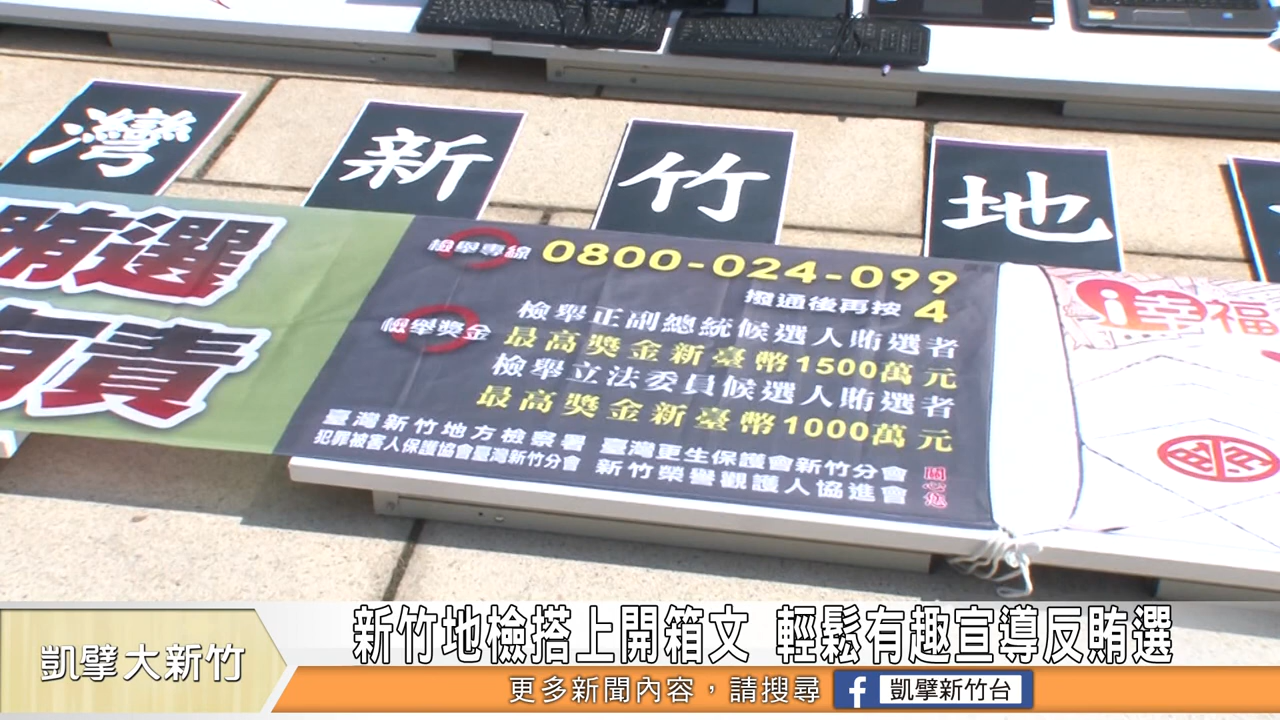 灣新竹地
賄選
有責
檢舉專線 0800-024-099
撥通後再按 4
檢舉獎金 檢舉正副總統候選人賄選者
最高獎金新臺幣1500萬元
檢舉立法委員候選人賄選者
最高獎金新臺幣1000萬元
臺灣新竹地方檢察署 臺灣更生保護會新竹分會
犯罪被害人保護協會臺灣新竹分會 新竹榮譽觀護人協進會
關心您
幸福
新竹地檢搭上開箱文 輕鬆有趣宣導反賄選
凱擘大新竹
更多新聞內容，請搜尋 f 凱擘新竹台